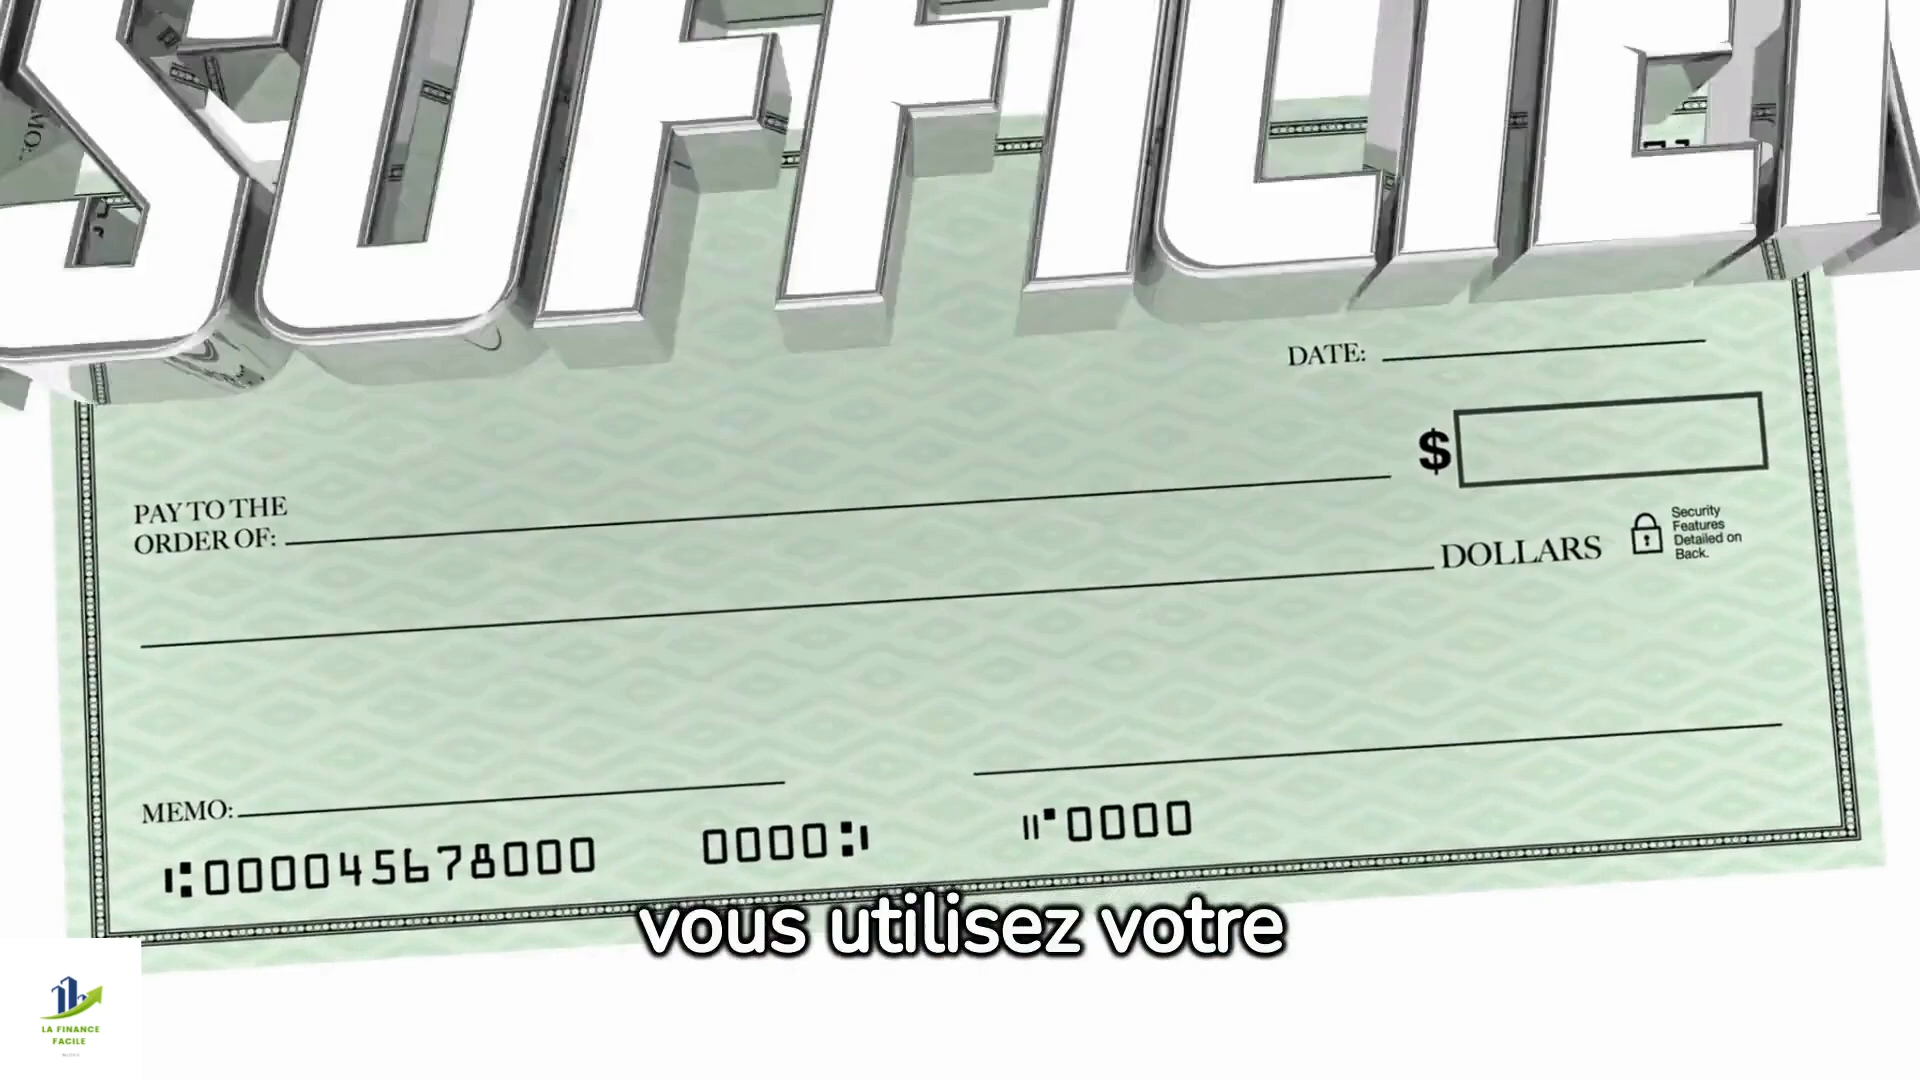 SUFFICIEN
DATE:
$
PAY TO THE
ORDER OF:
DOLLARS
Security
Features
Detailed on
Back.
MEMO:
000045678000 0000 0000
vous utilisez votre
LA FINANCE
FACILE